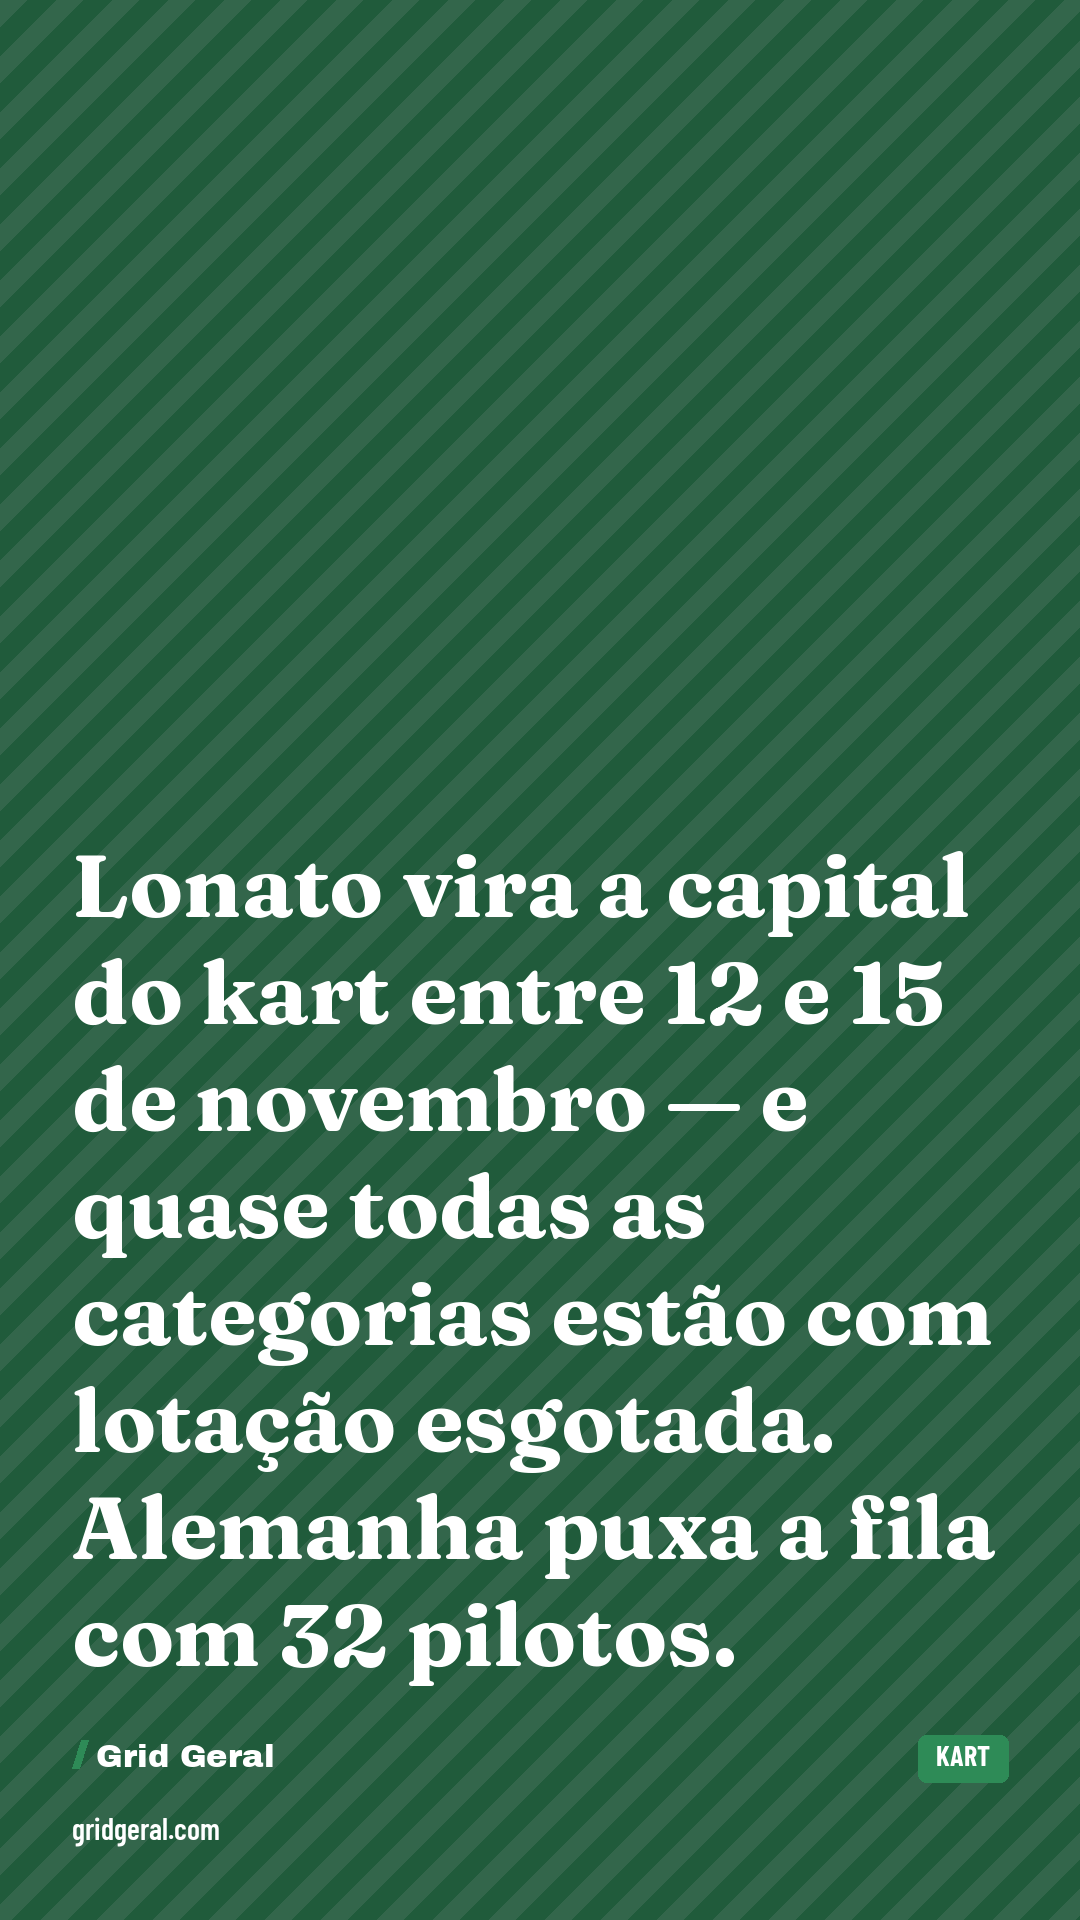 Lonato vira a capital
do kart entre 12 e 15
de novembro — e
quase todas as
categorias estão com
lotação esgotada.
Alemanha puxa a fila
com 32 pilotos.
/ Grid Geral
KART
gridgeral.com